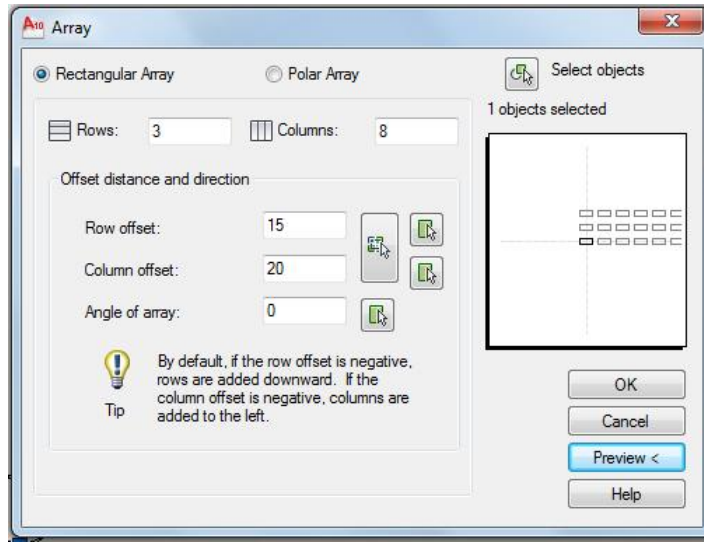 A10 Array
Rectangular Array Polar Array Select objects
1 objects selected
Rows: 3 Columns: 8
Offset distance and direction
Row offset: 15
Column offset: 20
Angle of array: 0
By default, if the row offset is negative,
rows are added downward. If the
column offset is negative, columns are
added to the left.
Tip
OK
Cancel
Preview <
Help